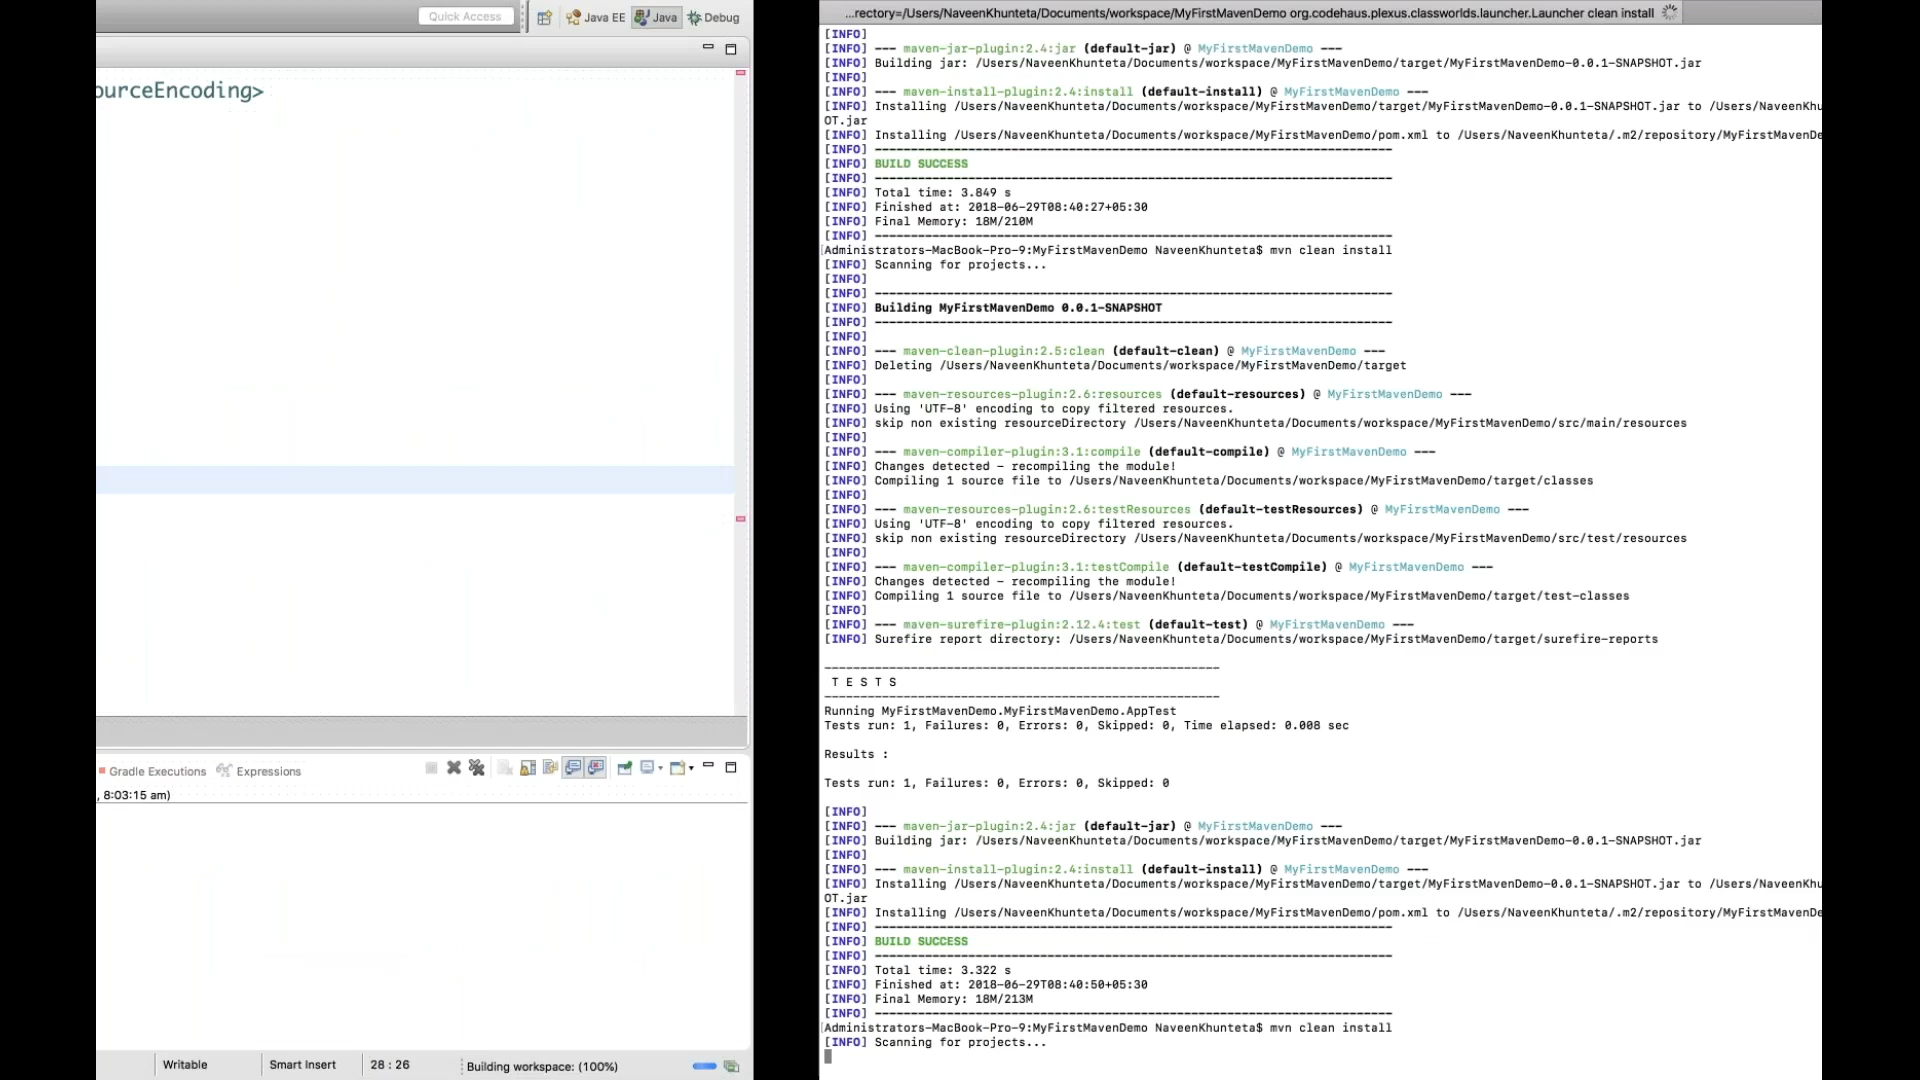 Quick Access
Java EE
Java
Debug
ourceEncoding>
Gradle Executions
Expressions
, 8:03:15 am)
Writable
Smart Insert
28 : 26
Building workspace: (100%)
...rectory=/Users/NaveenKhunteta/Documents/workspace/MyFirstMavenDemo org.codehaus.plexus.classworlds.launcher.Launcher clean install
[INFO]
[INFO] --- maven-jar-plugin:2.4:jar (default-jar) @ MyFirstMavenDemo ---
[INFO] Building jar: /Users/NaveenKhunteta/Documents/workspace/MyFirstMavenDemo/target/MyFirstMavenDemo-0.0.1-SNAPSHOT.jar
[INFO]
[INFO] --- maven-install-plugin:2.4:install (default-install) @ MyFirstMavenDemo ---
[INFO] Installing /Users/NaveenKhunteta/Documents/workspace/MyFirstMavenDemo/target/MyFirstMavenDemo-0.0.1-SNAPSHOT.jar to /Users/NaveenKhu
OT.jar
[INFO] Installing /Users/NaveenKhunteta/Documents/workspace/MyFirstMavenDemo/pom.xml to /Users/NaveenKhunteta/.m2/repository/MyFirstMavenDe
[INFO] ------------------------------------------------------------------------
[INFO] BUILD SUCCESS
[INFO] ------------------------------------------------------------------------
[INFO] Total time: 3.849 s
[INFO] Finished at: 2018-06-29T08:40:27+05:30
[INFO] Final Memory: 18M/210M
[INFO] ------------------------------------------------------------------------
[Administrators-MacBook-Pro-9:MyFirstMavenDemo NaveenKhunteta$ mvn clean install
[INFO] Scanning for projects...
[INFO]
[INFO] ------------------------------------------------------------------------
[INFO] Building MyFirstMavenDemo 0.0.1-SNAPSHOT
[INFO] ------------------------------------------------------------------------
[INFO]
[INFO] --- maven-clean-plugin:2.5:clean (default-clean) @ MyFirstMavenDemo ---
[INFO] Deleting /Users/NaveenKhunteta/Documents/workspace/MyFirstMavenDemo/target
[INFO]
[INFO] --- maven-resources-plugin:2.6:resources (default-resources) @ MyFirstMavenDemo ---
[INFO] Using 'UTF-8' encoding to copy filtered resources.
[INFO] skip non existing resourceDirectory /Users/NaveenKhunteta/Documents/workspace/MyFirstMavenDemo/src/main/resources
[INFO]
[INFO] --- maven-compiler-plugin:3.1:compile (default-compile) @ MyFirstMavenDemo ---
[INFO] Changes detected - recompiling the module!
[INFO] Compiling 1 source file to /Users/NaveenKhunteta/Documents/workspace/MyFirstMavenDemo/target/classes
[INFO]
[INFO] --- maven-resources-plugin:2.6:testResources (default-testResources) @ MyFirstMavenDemo ---
[INFO] Using 'UTF-8' encoding to copy filtered resources.
[INFO] skip non existing resourceDirectory /Users/NaveenKhunteta/Documents/workspace/MyFirstMavenDemo/src/test/resources
[INFO]
[INFO] --- maven-compiler-plugin:3.1:testCompile (default-testCompile) @ MyFirstMavenDemo ---
[INFO] Changes detected - recompiling the module!
[INFO] Compiling 1 source file to /Users/NaveenKhunteta/Documents/workspace/MyFirstMavenDemo/target/test-classes
[INFO]
[INFO] --- maven-surefire-plugin:2.12.4:test (default-test) @ MyFirstMavenDemo ---
[INFO] Surefire report directory: /Users/NaveenKhunteta/Documents/workspace/MyFirstMavenDemo/target/surefire-reports
-------------------------------------------------------
T E S T S
-------------------------------------------------------
Running MyFirstMavenDemo.MyFirstMavenDemo.AppTest
Tests run: 1, Failures: 0, Errors: 0, Skipped: 0, Time elapsed: 0.008 sec
Results :
Tests run: 1, Failures: 0, Errors: 0, Skipped: 0
[INFO]
[INFO] --- maven-jar-plugin:2.4:jar (default-jar) @ MyFirstMavenDemo ---
[INFO] Building jar: /Users/NaveenKhunteta/Documents/workspace/MyFirstMavenDemo/target/MyFirstMavenDemo-0.0.1-SNAPSHOT.jar
[INFO]
[INFO] --- maven-install-plugin:2.4:install (default-install) @ MyFirstMavenDemo ---
[INFO] Installing /Users/NaveenKhunteta/Documents/workspace/MyFirstMavenDemo/target/MyFirstMavenDemo-0.0.1-SNAPSHOT.jar to /Users/NaveenKhu
OT.jar
[INFO] Installing /Users/NaveenKhunteta/Documents/workspace/MyFirstMavenDemo/pom.xml to /Users/NaveenKhunteta/.m2/repository/MyFirstMavenDe
[INFO] ------------------------------------------------------------------------
[INFO] BUILD SUCCESS
[INFO] ------------------------------------------------------------------------
[INFO] Total time: 3.322 s
[INFO] Finished at: 2018-06-29T08:40:50+05:30
[INFO] Final Memory: 18M/213M
[INFO] ------------------------------------------------------------------------
[Administrators-MacBook-Pro-9:MyFirstMavenDemo NaveenKhunteta$ mvn clean install
[INFO] Scanning for projects...